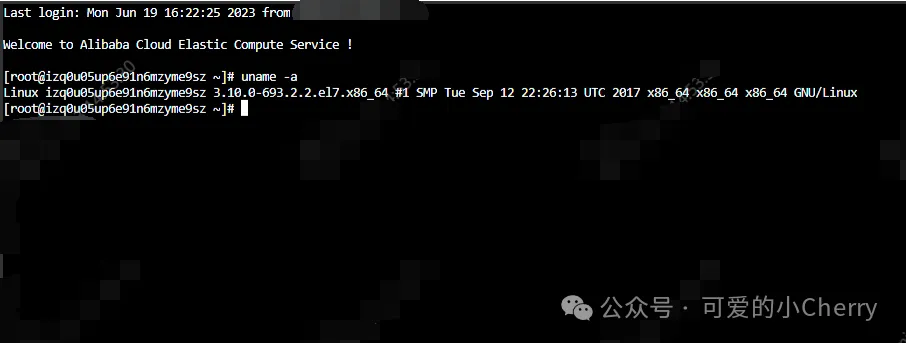 Last login: Mon Jun 19 16:22:25 2023 from
Welcome to Alibaba Cloud Elastic Compute Service !
[root@izq0u05up6e91n6mzyme9sz ~]# uname -a
Linux izq0u05up6e91n6mzyme9sz 3.10.0-693.2.2.el7.x86_64 #1 SMP Tue Sep 12 22:26:13 UTC 2017 x86_64 x86_64 x86_64 GNU/Linux
[root@izq0u05up6e91n6mzyme9sz ~]#
公众号 · 可爱的小Cherry